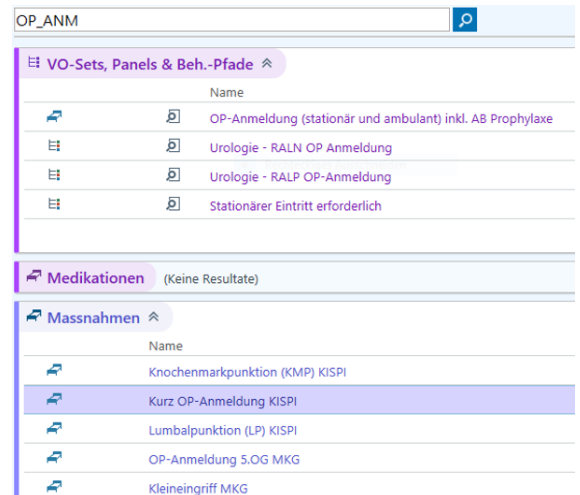 OP_ANM
VO-Sets, Panels & Beh.-Pfade
Name
OP-Anmeldung (stationär und ambulant) inkl. AB Prophylaxe
Urologie - RALN OP Anmeldung
Urologie - RALP OP-Anmeldung
Stationärer Eintritt erforderlich
Medikationen (Keine Resultate)
Massnahmen
Name
Knochenmarkpunktion (KMP) KISPI
Kurz OP-Anmeldung KISPI
Lumbalpunktion (LP) KISPI
OP-Anmeldung 5.OG MKG
Kleineingriff MKG